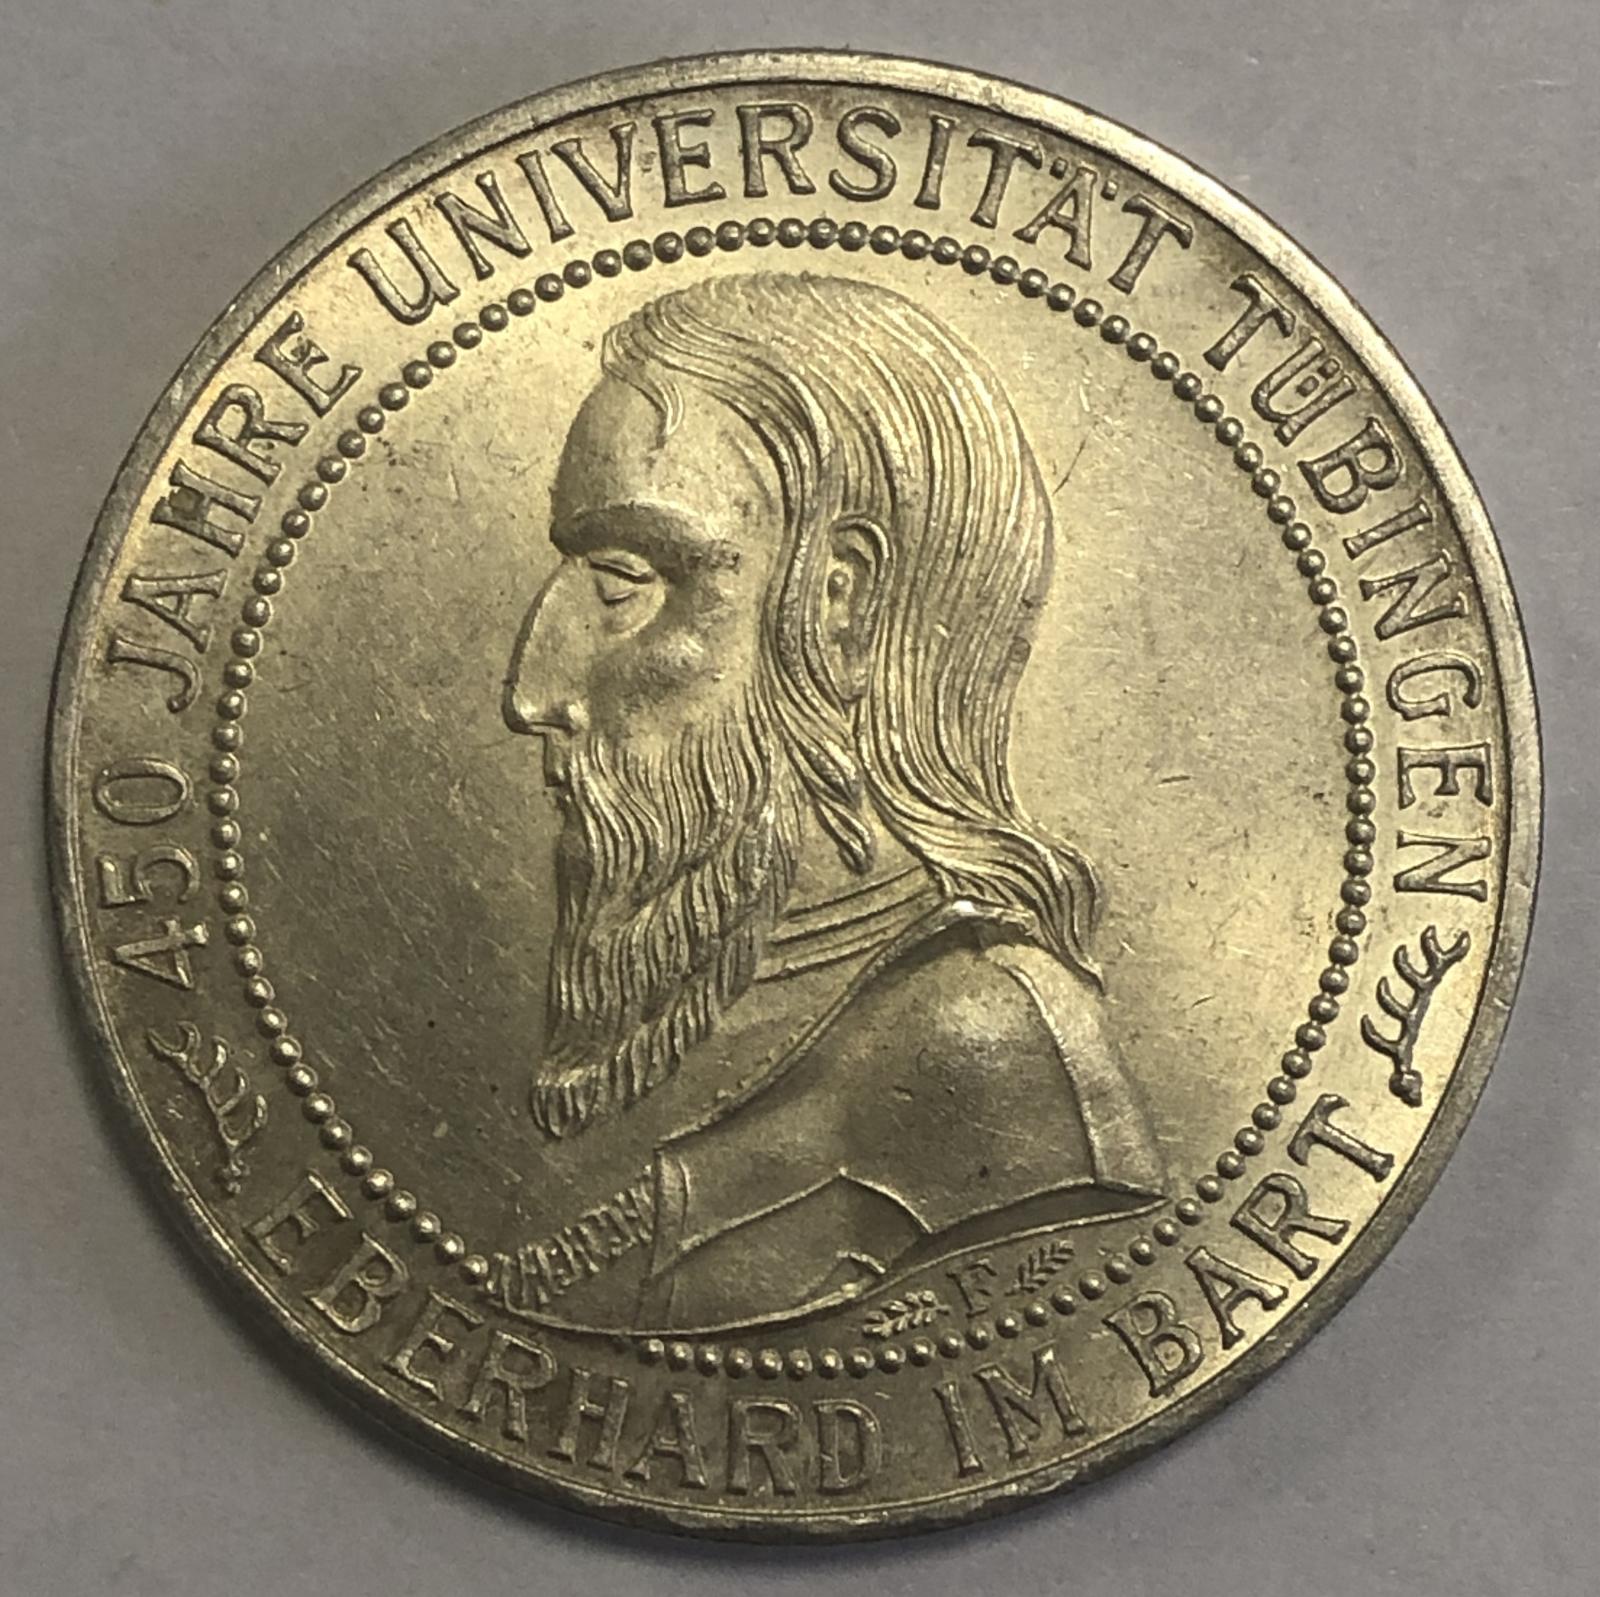 450 JAHRE UNIVERSITÄT TÜBINGEN
EBERHARD IM BART
F